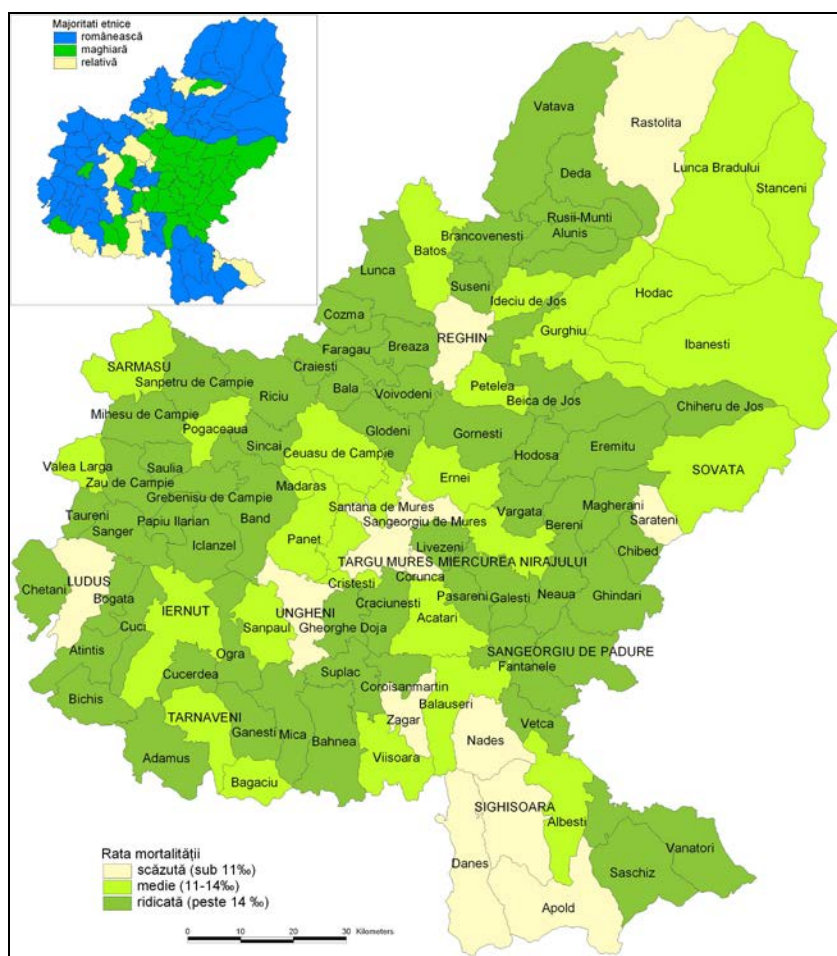 Majoritati etnice
românească
maghiară
relativă
Vatava
Rastolita
Deda
Lunca Bradului
Stanceni
Rusii-Munti
Alunis
Brancovenesti
Batos
Lunca
Suseni
Ideciu de Jos
Hodac
Cozma
Gurghiu
Ibanesti
REGHIN
Faragau
Breaza
SARMASU
Craiesti
Sanpetru de Campie
Riciu
Bala
Voivodeni
Petelea
Beica de Jos
Chiheru de Jos
Mihesu de Campie
Pogaceaua
Glodeni
Gornesti
Sincai
Ceuasu de Campie
Hodosa
Eremitu
Valea Larga
Saulia
SOVATA
Zau de Campie
Madaras
Ernei
Grebenisu de Campie
Santana de Mures
Vargata
Magherani
Sarateni
Taureni
Papiu Ilarian
Band
Sangeorgiu de Mures
Bereni
Sanger
Iclanzel
Panet
Livezeni
Chibed
TARGU MURES
MIERCUREA NIRAJULUI
LUDUS
Cristesti
Corunca
Chetani
Bogata
IERNUT
UNGHENI
Craciunesti
Pasareni
Galesti
Neaua
Ghindari
Cuci
Sanpaul
Gheorghe Doja
Acatari
Atintis
Ogra
SANGEORGIU DE PADURE
Fantanele
Cucerdea
Suplac
Bichis
Coroisanmartin
Balauseri
TARNAVENI
Zagar
Vetca
Ganesti
Mica
Bahnea
Nades
Adamus
Viisoara
Bagaciu
SIGHISOARA
Albesti
Vanatori
Danes
Saschiz
Apold
Rata mortalității
scăzută (sub 11‰)
medie (11-14‰)
ridicată (peste 14 ‰)
0 10 20 30 Kilometers